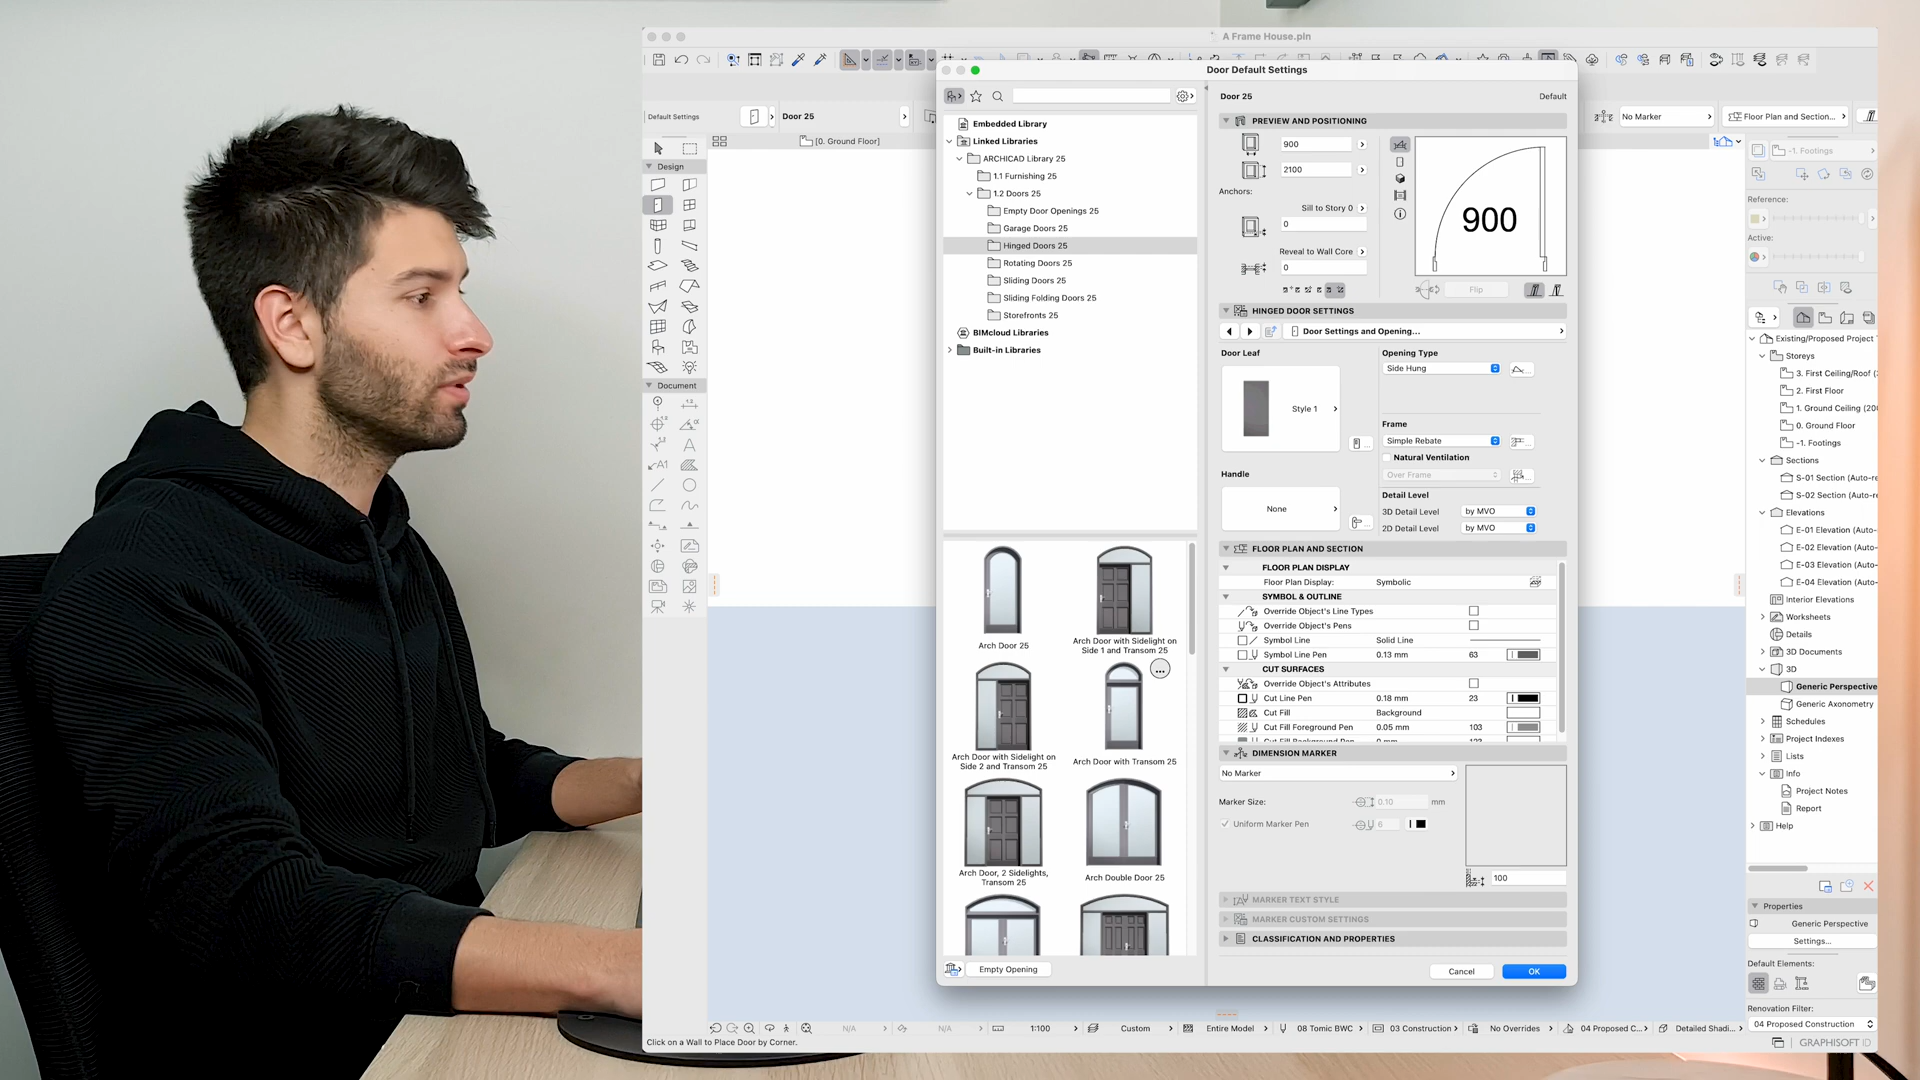 A Frame House.pln
Default Settings
Door 25
No Marker
Floor Plan and Section...
[0. Ground Floor]
Design
Document
Door Default Settings
Embedded Library
Linked Libraries
ARCHICAD Library 25
1.1 Furnishing 25
1.2 Doors 25
Empty Door Openings 25
Garage Doors 25
Hinged Doors 25
Rotating Doors 25
Sliding Doors 25
Sliding Folding Doors 25
Storefronts 25
BIMcloud Libraries
Built-in Libraries
Arch Door 25
Arch Door with Sidelight on
Side 1 and Transom 25
Arch Door with Sidelight on
Side 2 and Transom 25
Arch Door with Transom 25
Arch Door, 2 Sidelights,
Transom 25
Arch Double Door 25
Empty Opening
Door 25
Default
PREVIEW AND POSITIONING
900
2100
Anchors:
Sill to Story 0
0
Reveal to Wall Core
0
900
Flip
HINGED DOOR SETTINGS
Door Settings and Opening...
Door Leaf
Opening Type
Side Hung
Style 1
Frame
Simple Rebate
Natural Ventilation
Over Frame
Handle
None
Detail Level
3D Detail Level
by MVO
2D Detail Level
by MVO
FLOOR PLAN AND SECTION
FLOOR PLAN DISPLAY
Floor Plan Display:
Symbolic
SYMBOL & OUTLINE
Override Object's Line Types
Override Object's Pens
Symbol Line
Solid Line
Symbol Line Pen
0.13 mm
63
CUT SURFACES
Override Object's Attributes
Cut Line Pen
0.18 mm
23
Cut Fill
Background
Cut Fill Foreground Pen
0.05 mm
103
DIMENSION MARKER
No Marker
Marker Size:
0.10
mm
Uniform Marker Pen
6
100
MARKER TEXT STYLE
MARKER CUSTOM SETTINGS
CLASSIFICATION AND PROPERTIES
Cancel
OK
-1. Footings
Reference:
Active:
Existing/Proposed Project
Storeys
3. First Ceiling/Roof
2. First Floor
1. Ground Ceiling (20
0. Ground Floor
-1. Footings
Sections
S-01 Section (Auto-re
S-02 Section (Auto-re
Elevations
E-01 Elevation (Auto-
E-02 Elevation (Auto-
E-03 Elevation (Auto-
E-04 Elevation (Auto-
Interior Elevations
Worksheets
Details
3D Documents
3D
Generic Perspective
Generic Axonometry
Schedules
Project Indexes
Lists
Info
Project Notes
Report
Help
Properties
Generic Perspective
Settings...
Default Elements:
Renovation Filter:
04 Proposed Construction
GRAPHISOFT ID
N/A
N/A
1:100
Custom
Entire Model
08 Tomic BWC
03 Construction
No Overrides
04 Proposed C...
Detailed Shadi...
Click on a Wall to Place Door by Corner.